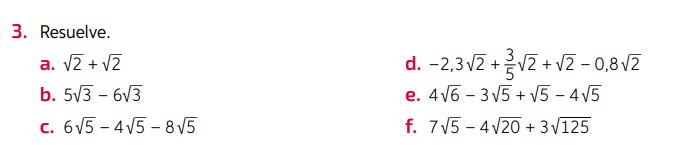 3. Resuelve.
a. √2 + √2
b. 5√3 − 6√3
c. 6√5 − 4√5 − 8√5
d. −2,3√2 + 3/5√2 + √2 − 0,8√2
e. 4√6 − 3√5 + √5 − 4√5
f. 7√5 − 4√20 + 3√125